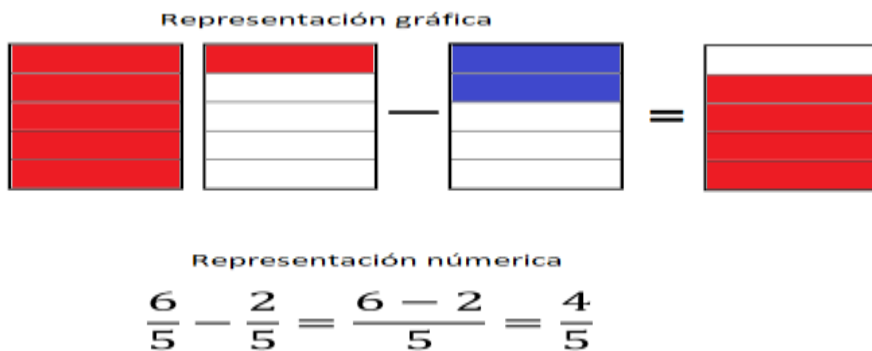 Representación gráfica
— =
Representación númerica
6/5 − 2/5 = (6 − 2)/5 = 4/5